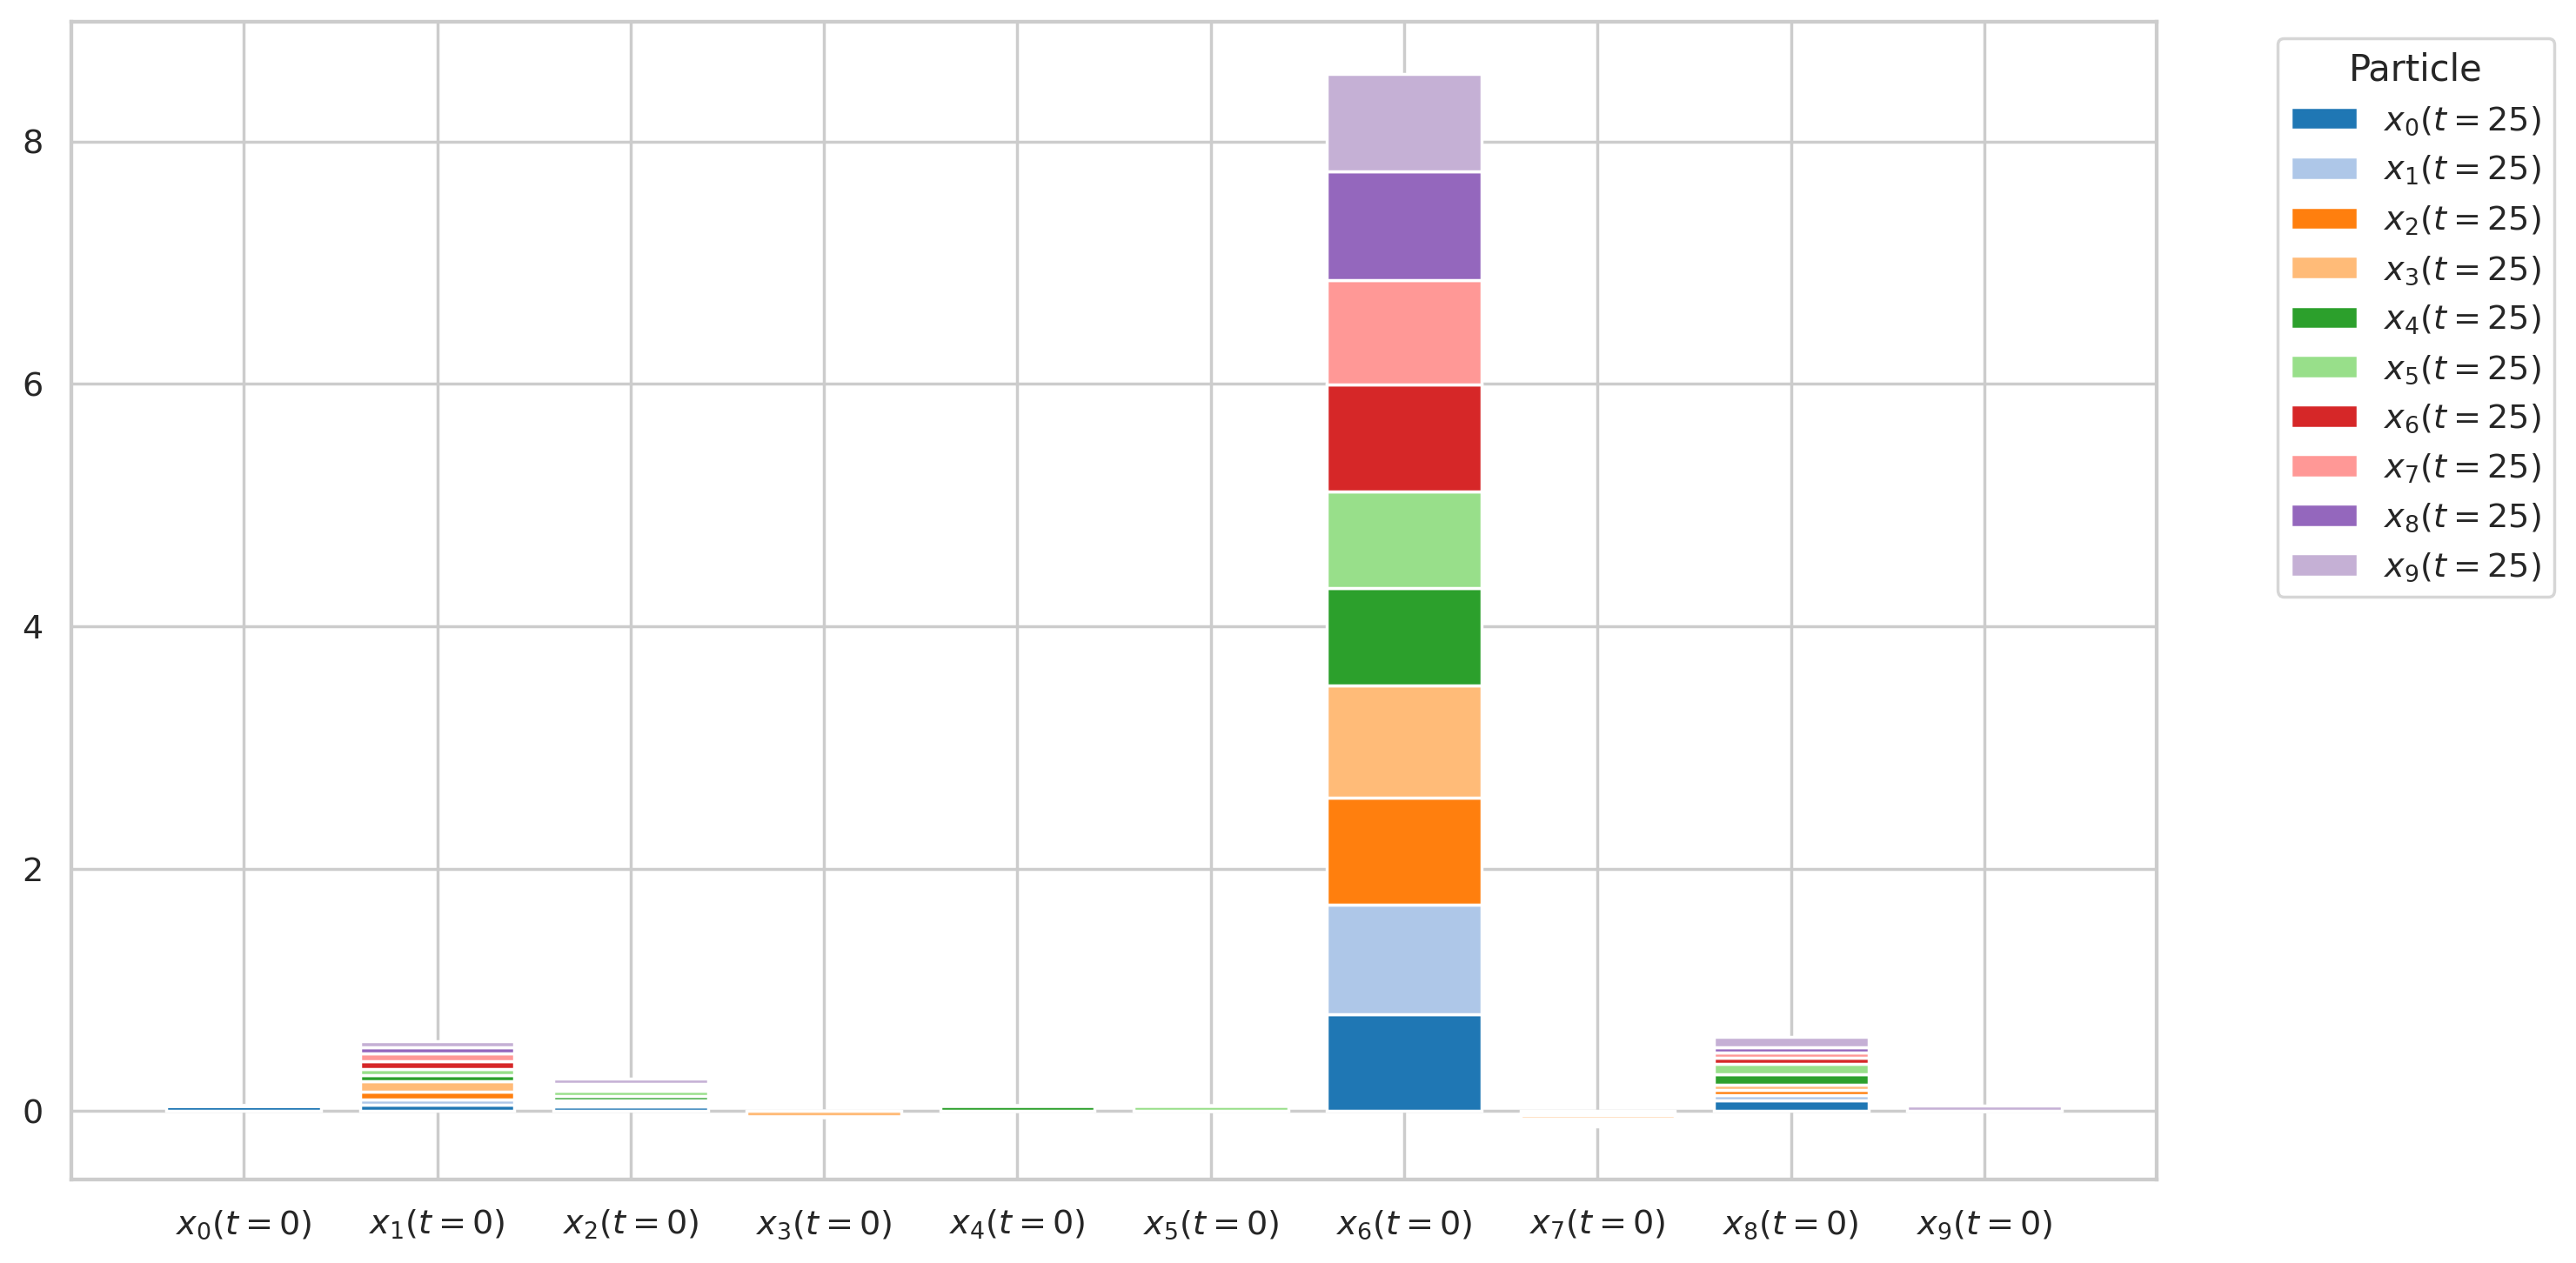 8
6
4
2
0
x₀(t = 0) x₁(t = 0) x₂(t = 0) x₃(t = 0) x₄(t = 0) x₅(t = 0) x₆(t = 0) x₇(t = 0) x₈(t = 0) x₉(t = 0)
Particle
x₀(t = 25)
x₁(t = 25)
x₂(t = 25)
x₃(t = 25)
x₄(t = 25)
x₅(t = 25)
x₆(t = 25)
x₇(t = 25)
x₈(t = 25)
x₉(t = 25)